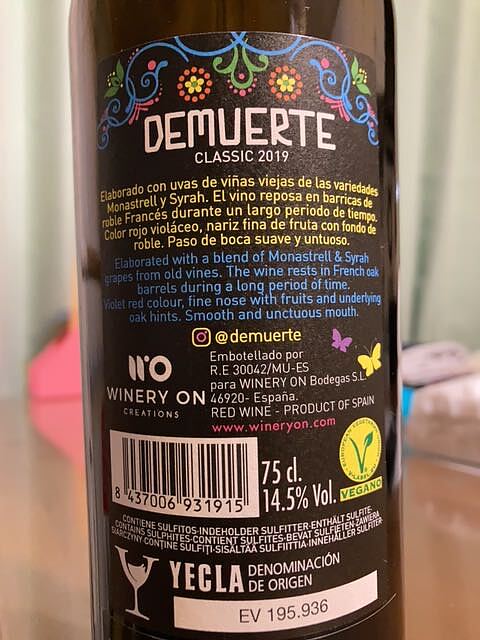 DEMUERTE
CLASSIC 2019
Elaborado con uvas de viñas viejas de las variedades
Monastrell y Syrah. El vino reposa en barricas de
roble Francés durante un largo periodo de tiempo.
Color rojo violáceo, nariz fina de fruta con fondo de
roble. Paso de boca suave y untuoso.
Elaborated with a blend of Monastrell & Syrah
grapes from old vines. The wine rests in French oak
barrels during a long period of time.
Violet red colour, fine nose with fruits and underlying
oak hints. Smooth and unctuous mouth.
@demuerte
WO
WINERY ON
CREATIONS
Embotellado por
R.E 30042/MU-ES
para WINERY ON Bodegas S.L.
46920- España.
RED WINE - PRODUCT OF SPAIN
www.wineryon.com
8 437006 931915
75 cl.
14.5% Vol.
V
VEGANO
CONTIENE SULFITOS-INDEHOLDER SULFITTER-ENTHÄLT SULFITE-
CONTAINS SULPHITES-CONTIENT SULFITES-BEVAT SULFIETEN-ZAWIERA
SIARCZYNY CONTINE SULFITI-SISÄLTÄÄ SULFIITTIA-INNEHÅLLER SULFITER-
YECLA DENOMINACIÓN
DE ORIGEN
EV 195.936